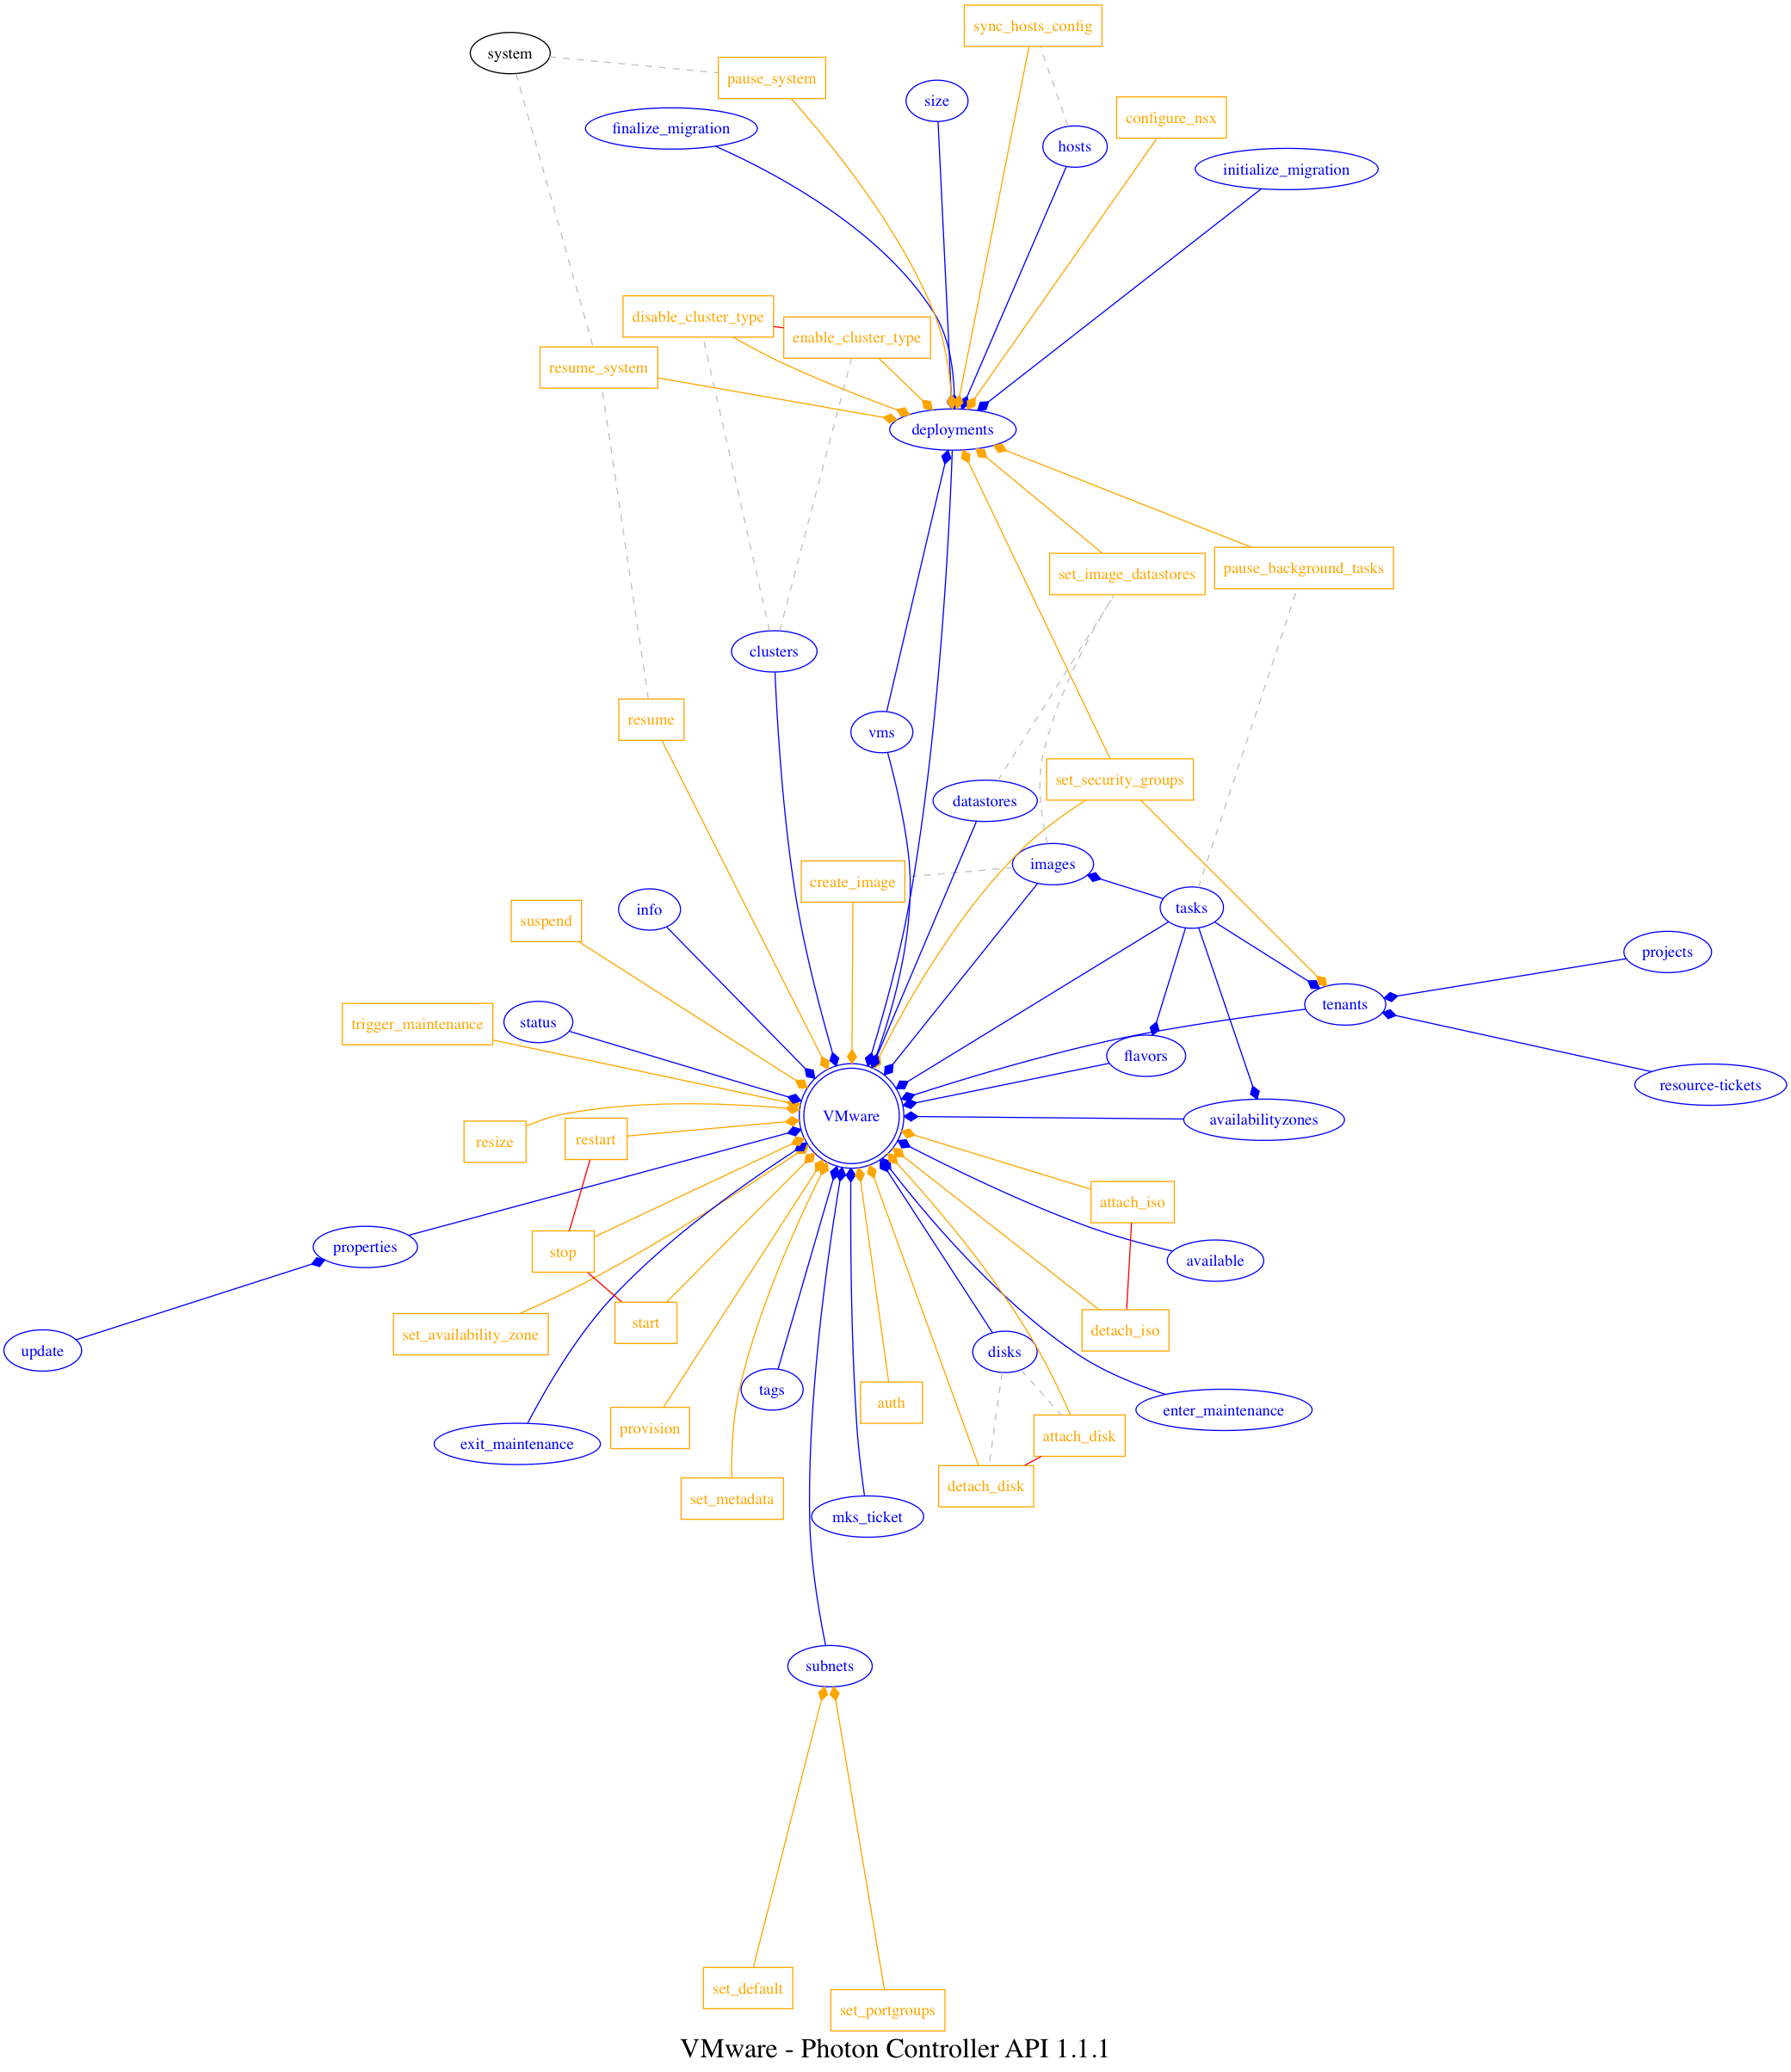 sync_hosts_config
system
pause_system
size
configure_nsx
finalize_migration
hosts
initialize_migration
disable_cluster_type
enable_cluster_type
resume_system
deployments
set_image_datastores
pause_background_tasks
clusters
resume
vms
set_security_groups
datastores
images
create_image
tasks
info
suspend
projects
tenants
status
trigger_maintenance
flavors
resource-tickets
VMware
availabilityzones
restart
resize
attach_iso
properties
stop
available
start
set_availability_zone
detach_iso
update
disks
tags
auth
enter_maintenance
provision
attach_disk
exit_maintenance
detach_disk
set_metadata
mks_ticket
subnets
set_default
set_portgroups
VMware - Photon Controller API 1.1.1